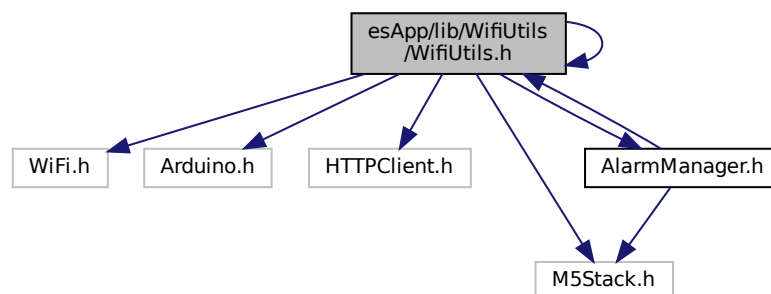 esApp/lib/WifiUtils
/WifiUtils.h
WiFi.h
Arduino.h
HTTPClient.h
AlarmManager.h
M5Stack.h